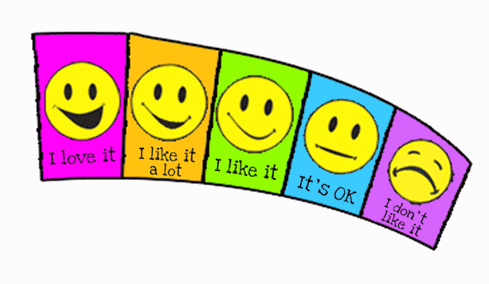 I love it
I like it
a lot
I like it
It's OK
I don't
like it